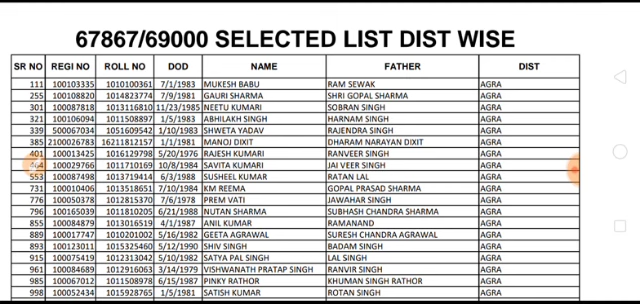 67867/69000 SELECTED LIST DIST WISE
SR NO REGI NO ROLL NO DOD NAME FATHER DIST
111 100103335 1010100361 7/1/1983 MUKESH BABU RAM SEWAK AGRA
255 100108820 1014823774 7/9/1981 GAURI SHARMA SHRI GOPAL SHARMA AGRA
301 100087818 1013116810 11/23/1985 NEETU KUMARI SOBRAN SINGH AGRA
321 100106094 1011508897 1/5/1983 ABHILAKH SINGH HARNAM SINGH AGRA
339 500067034 1051609542 1/10/1983 SHWETA YADAV RAJENDRA SINGH AGRA
385 2100026783 16211812157 1/1/1981 MANOJ DIXIT DHARAM NARAYAN DIXIT AGRA
401 100013425 1016129798 5/20/1976 RAJESH KUMARI RANVEER SINGH AGRA
464 100029766 1011710169 10/8/1984 SAVITA KUMARI JAI VEER SINGH AGRA
553 100087498 1013719414 6/3/1988 SUSHEEL KUMAR RATAN LAL AGRA
731 100010406 1013518651 7/10/1984 KM REEMA GOPAL PRASAD SHARMA AGRA
776 100050378 1012815370 7/6/1978 PREM VATI JAWAHAR SINGH AGRA
796 100165039 1011810205 6/21/1988 NUTAN SHARMA SUBHASH CHANDRA SHARMA AGRA
855 100084879 1013016519 4/1/1987 ANIL KUMAR RAMANAND AGRA
889 100017747 1010201002 5/16/1982 GEETA AGRAWAL SURESH CHANDRA AGRAWAL AGRA
893 100123011 1015325460 5/12/1990 SHIV SINGH BADAM SINGH AGRA
915 100075419 1012313042 5/10/1982 SATYA PAL SINGH LAL SINGH AGRA
961 100084689 1012916063 3/14/1979 VISHWANATH PRATAP SINGH RANVIR SINGH AGRA
985 100067012 1011508978 6/15/1987 PINKY RATHOR KHUMAN SINGH RATHOR AGRA
998 100052434 1015928765 1/5/1981 SATISH KUMAR ROTAN SINGH AGRA